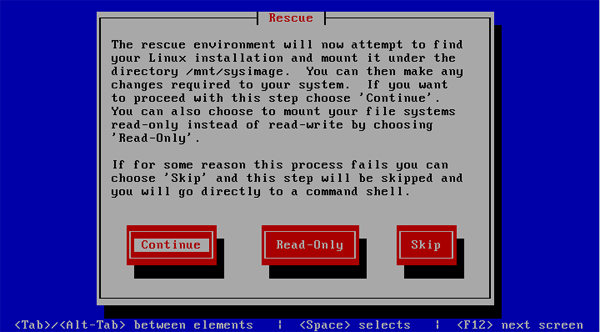 Rescue
The rescue environment will now attempt to find
your Linux installation and mount it under the
directory /mnt/sysimage.  You can then make any
changes required to your system.  If you want
to proceed with this step choose 'Continue'.
You can also choose to mount your file systems
read-only instead of read-write by choosing
'Read-Only'.
If for some reason this process fails you can
choose 'Skip' and this step will be skipped and
you will go directly to a command shell.
Continue Read-Only Skip
<Tab>/<Alt-Tab> between elements   |  <Space> selects   |  <F12> next screen